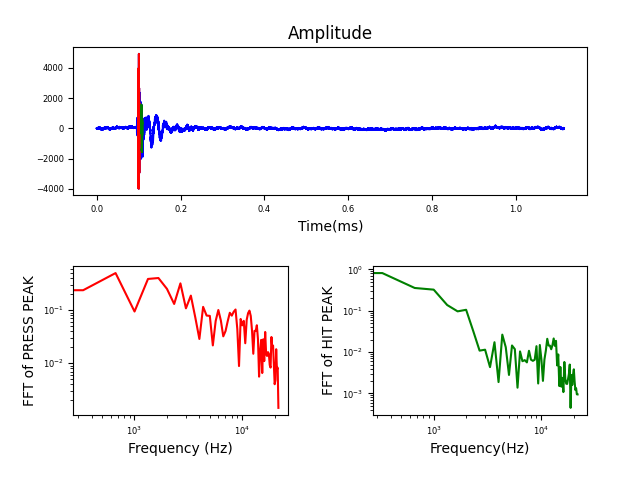 Amplitude
4000
2000
0
−2000
−4000
0.0 0.2 0.4 0.6 0.8 1.0
Time(ms)
FFT of PRESS PEAK
10⁻¹
10⁻²
10³ 10⁴
Frequency (Hz)
FFT of HIT PEAK
10⁰
10⁻¹
10⁻²
10⁻³
10³ 10⁴
Frequency(Hz)